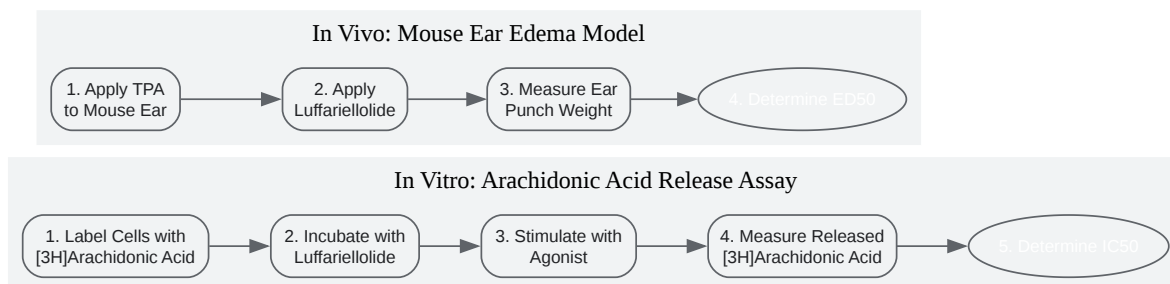 In Vivo: Mouse Ear Edema Model
1. Apply TPA
to Mouse Ear
2. Apply
Luffariellolide
3. Measure Ear
Punch Weight
4. Determine ED50
In Vitro: Arachidonic Acid Release Assay
1. Label Cells with
[3H]Arachidonic Acid
2. Incubate with
Luffariellolide
3. Stimulate with
Agonist
4. Measure Released
[3H]Arachidonic Acid
5. Determine IC50